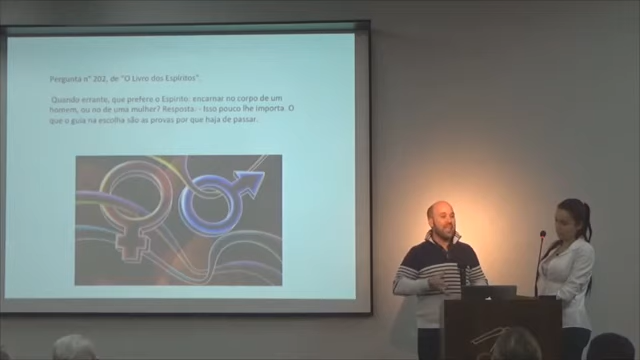 Pergunta nº 202, de "O Livro dos Espíritos".
Quando errante, que prefere o Espírito: encarnar no corpo de um
homem, ou no de uma mulher? Resposta: - Isso pouco lhe importa. O
que o guia na escolha são as provas por que haja de passar.